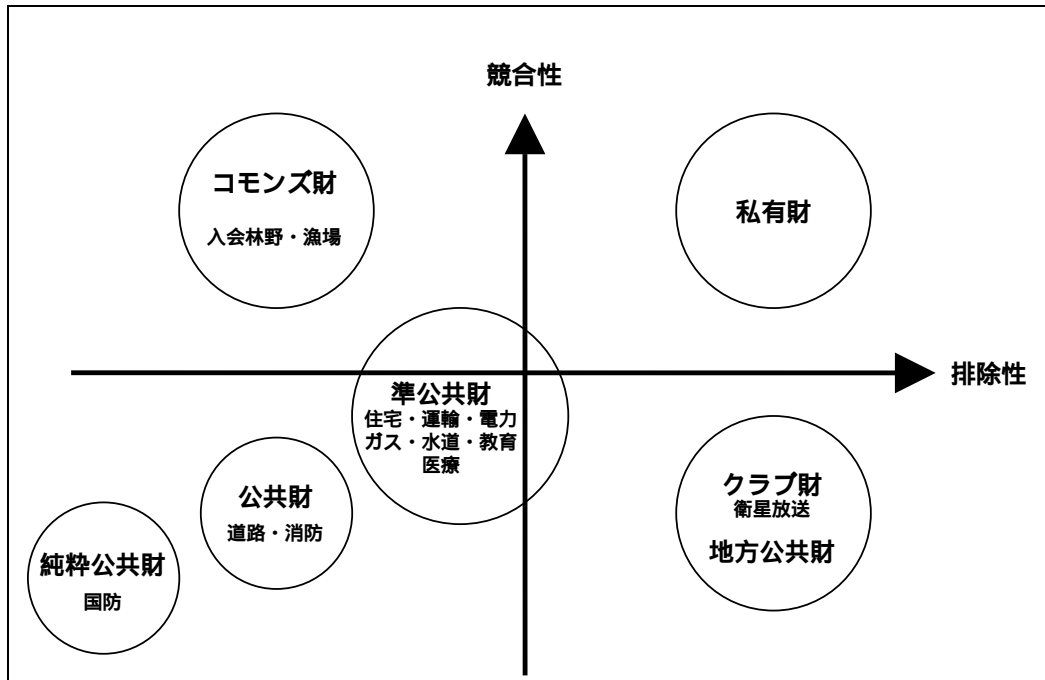 競合性
コモンズ財
入会林野・漁場
私有財
排除性
準公共財
住宅・運輸・電力
ガス・水道・教育
医療
公共財
道路・消防
純粋公共財
国防
クラブ財
衛星放送
地方公共財